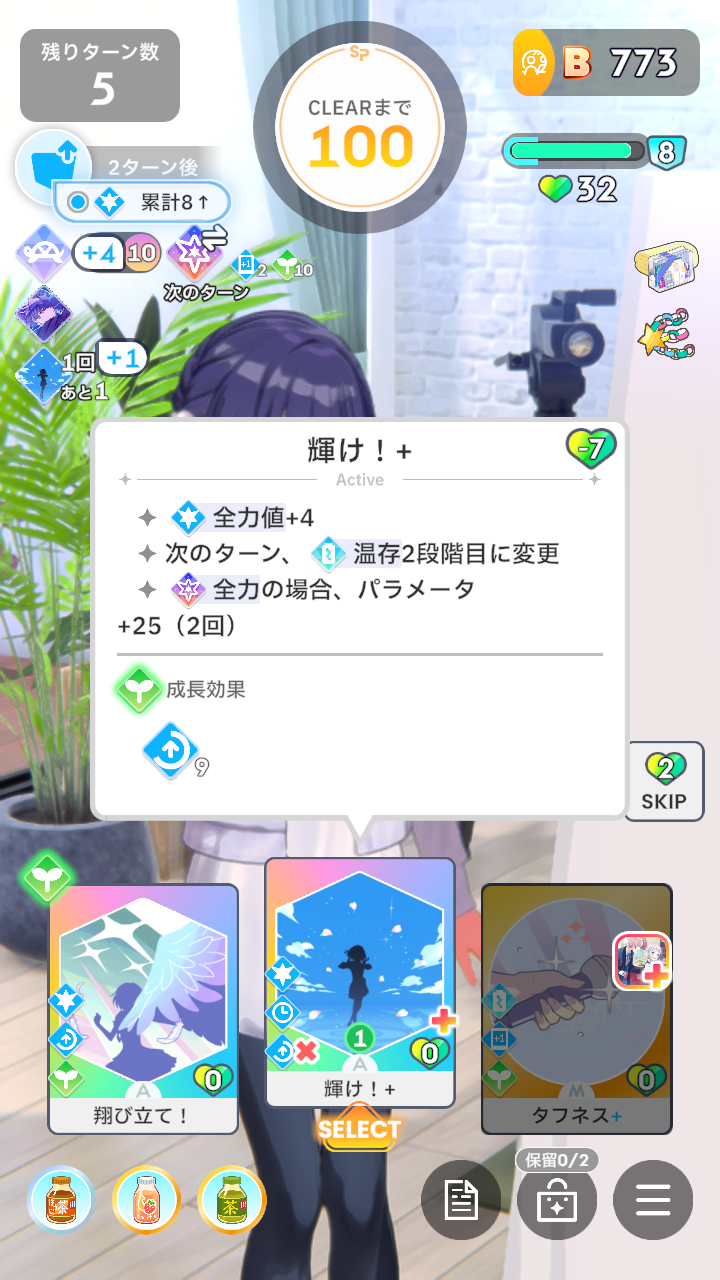 残りターン数
5
SP
CLEARまで
100
B 773
8
32
2ターン後
累計8↑
+4 10
+1 2 10
次のターン
1回 +1
あと1
輝け!+
-7
Active
全力値+4
次のターン、温存2段階目に変更
全力の場合、パラメータ
+25(2回)
成長効果
9
2
SKIP
0
A
翔び立て!
1
0
A
輝け!+
SELECT
+1
0
M
タフネス+
保留0/2
茶